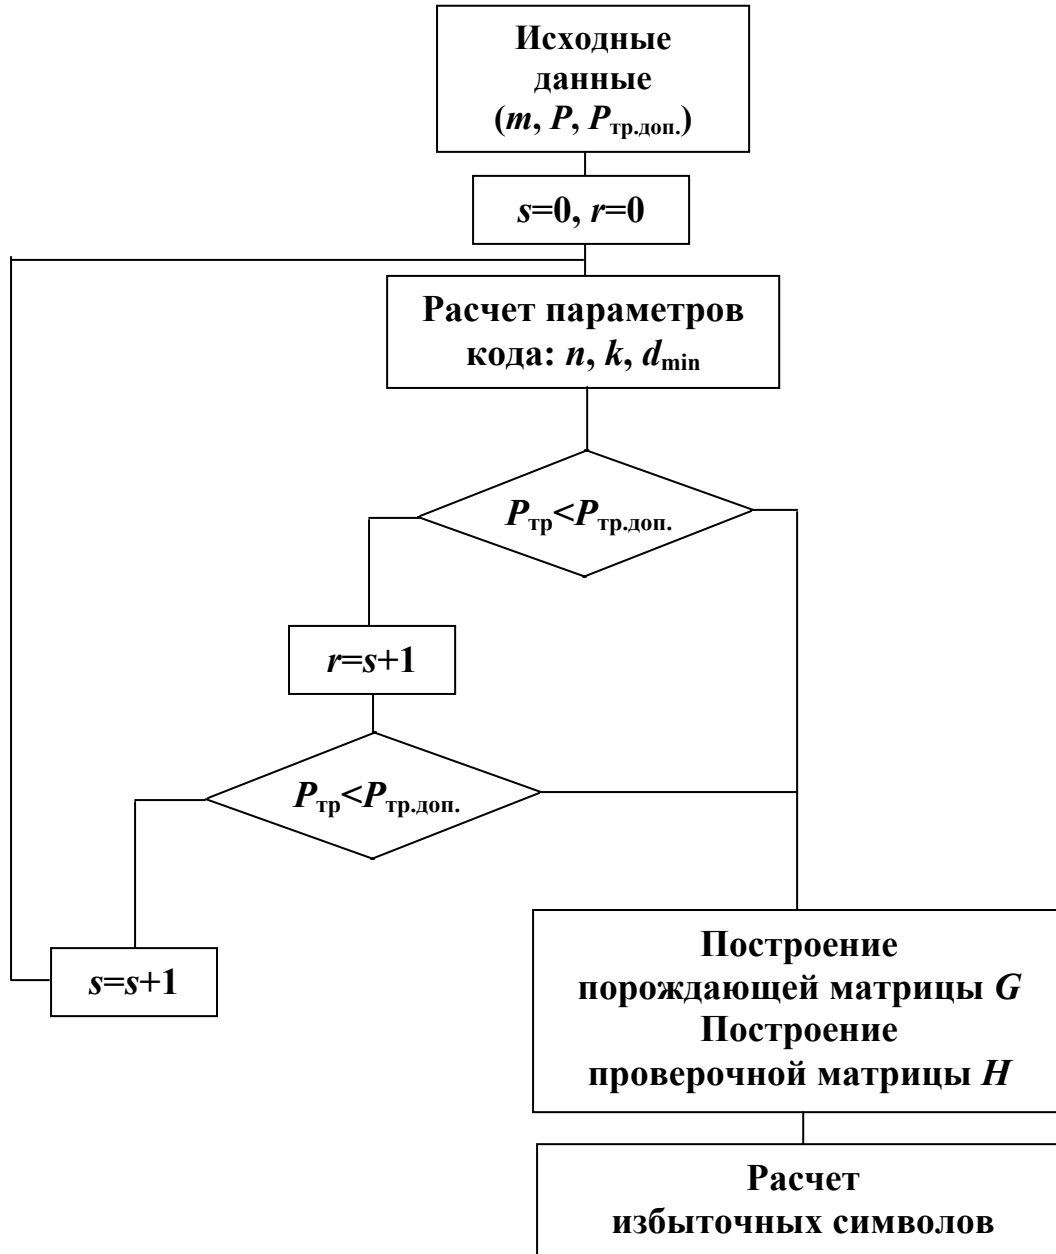 Исходные
данные
(m, P, Pтр.доп.)
s=0, r=0
Расчет параметров
кода: n, k, dmin
Pтр<Pтр.доп.
r=s+1
Pтр<Pтр.доп.
s=s+1
Построение
порождающей матрицы G
Построение
проверочной матрицы H
Расчет
избыточных символов